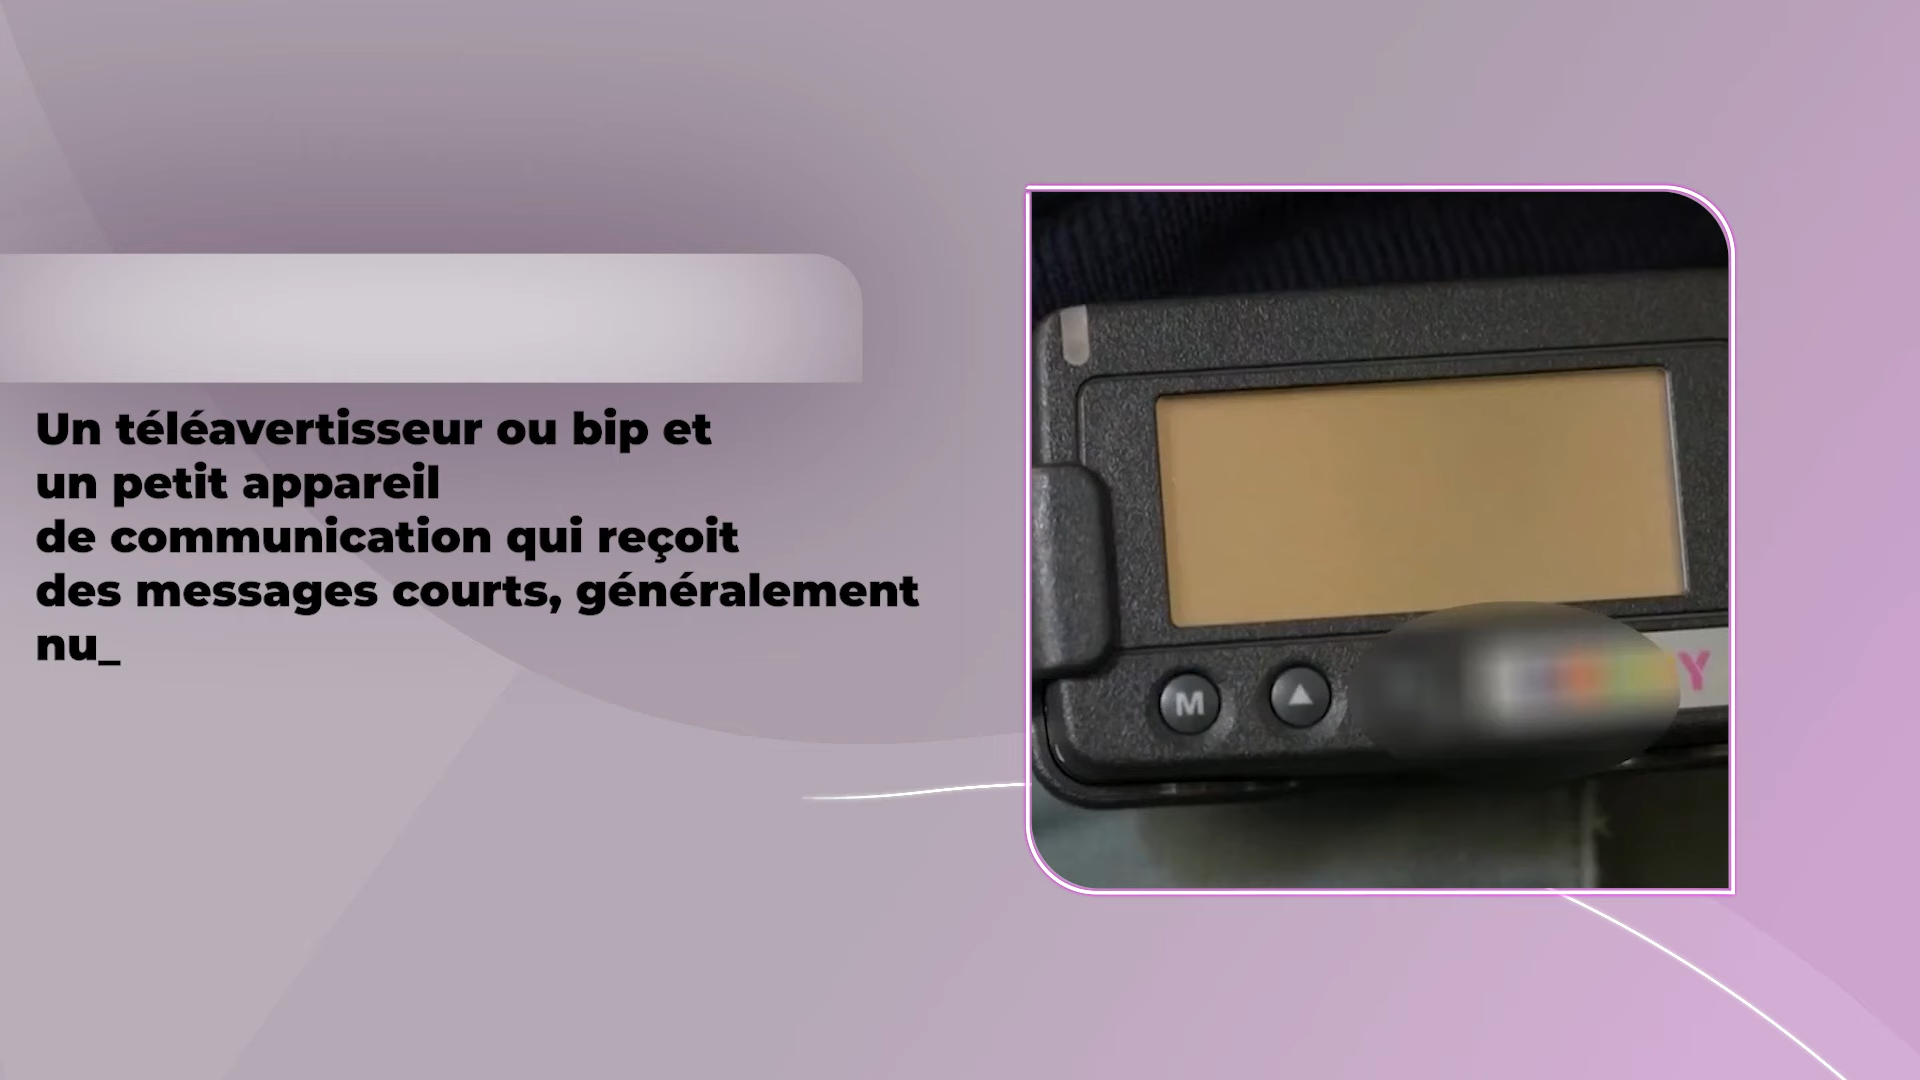 Un téléavertisseur ou bip et
un petit appareil
de communication qui reçoit
des messages courts, généralement
nu_
M
Y